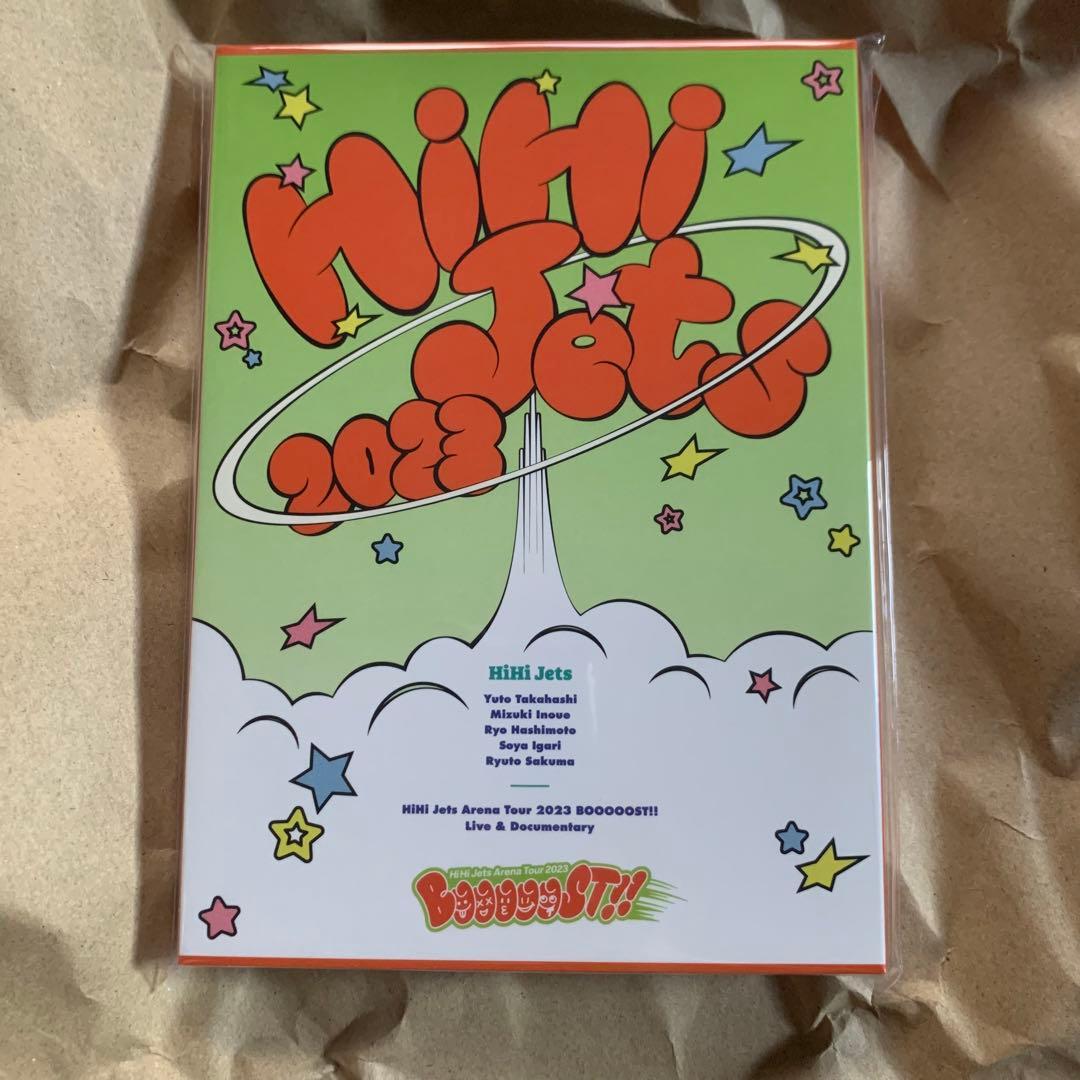 HiHi
Jets
2023
HiHi Jets
Yuto Takahashi
Mizuki Inoue
Ryo Hashimoto
Soya Igari
Ryuto Sakuma
HiHi Jets Arena Tour 2023 BOOOOOST!!
Live & Documentary
HiHi Jets Arena Tour 2023
BOOOOOST!!